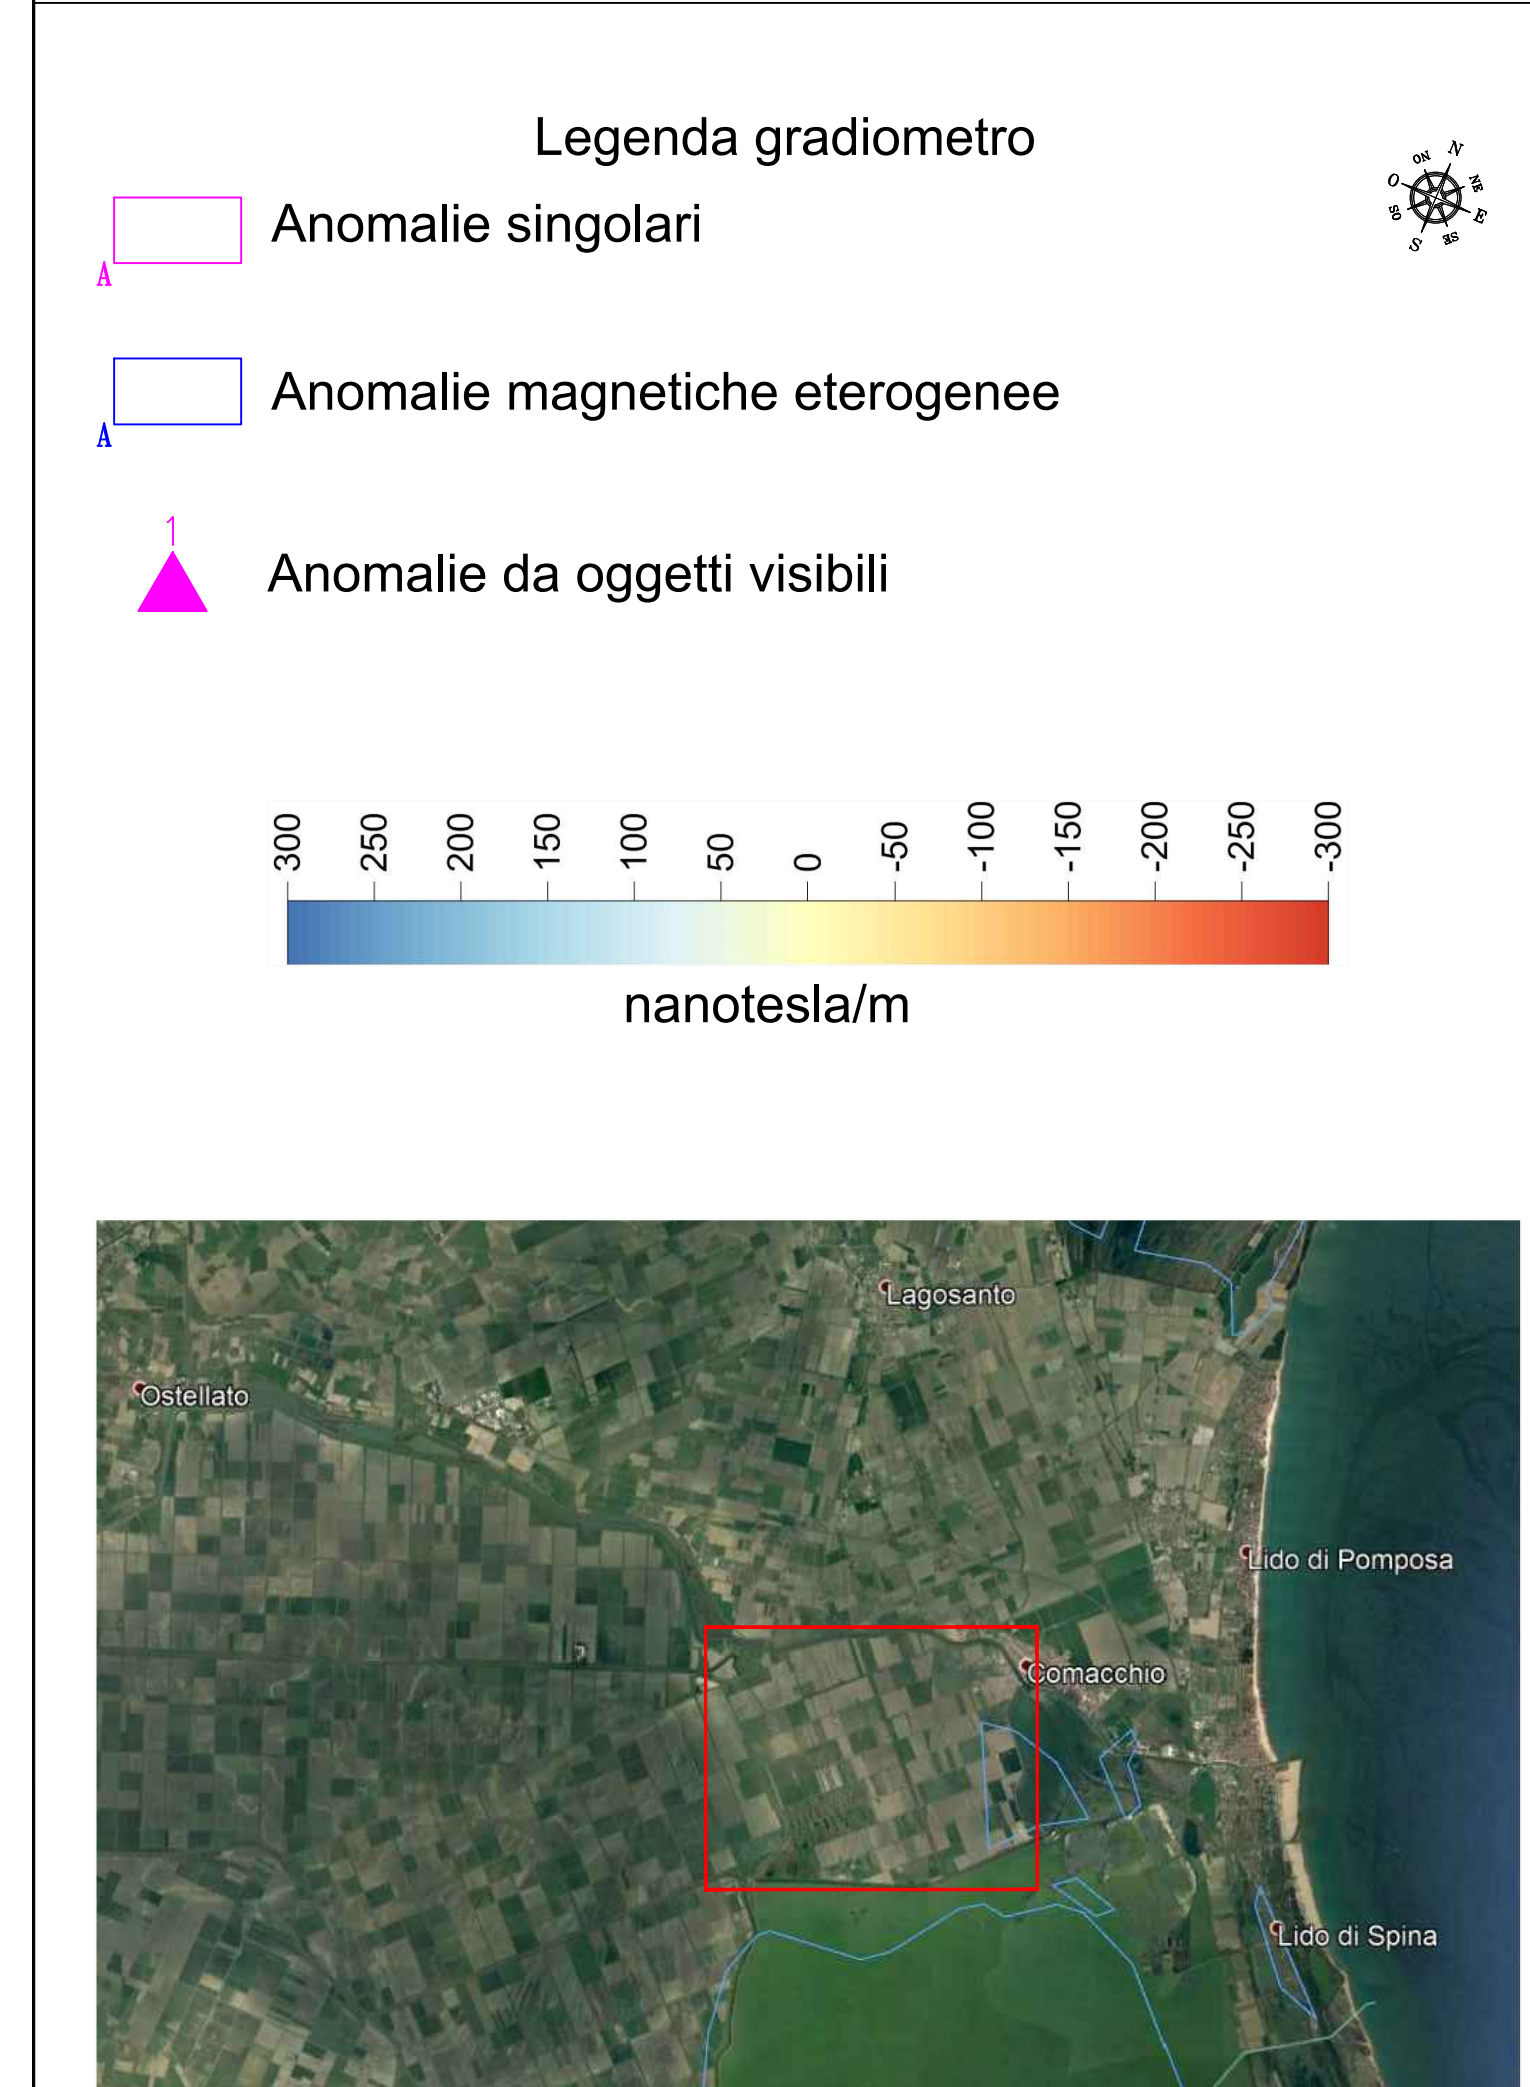 Legenda gradiometro
N
NO
NE
O
E
SO
SE
S
A
Anomalie singolari
A
Anomalie magnetiche eterogenee
1
Anomalie da oggetti visibili
300 250 200 150 100 50 0 -50 -100 -150 -200 -250 -300
nanotesla/m
Lagosanto
Ostellato
Lido di Pomposa
Comacchio
Lido di Spina